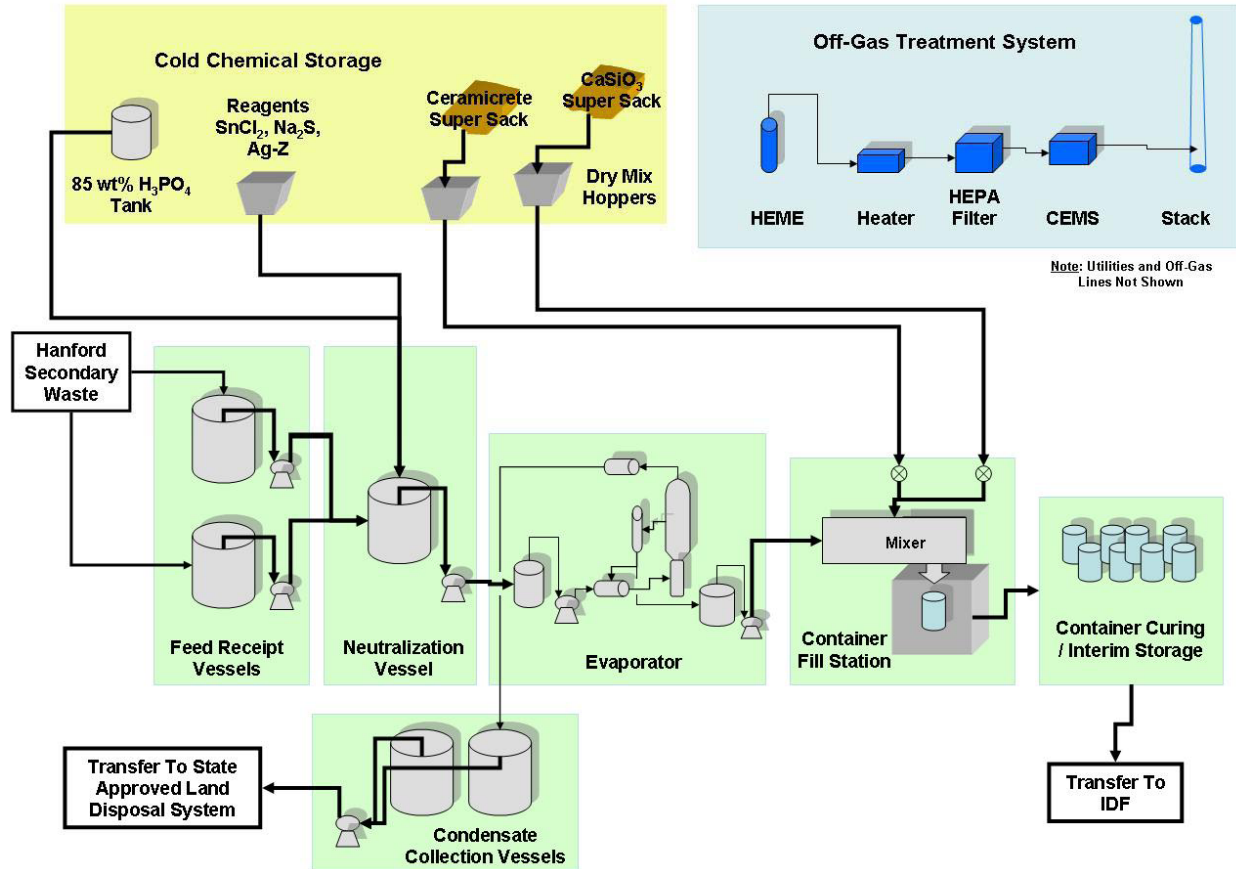 Cold Chemical Storage
Reagents
SnCl₂, Na₂S,
Ag-Z
85 wt% H₃PO₄
Tank
Ceramicrete
Super Sack
CaSiO₃
Super Sack
Dry Mix
Hoppers
Off-Gas Treatment System
HEME
Heater
HEPA
Filter
CEMS
Stack
Note: Utilities and Off-Gas
Lines Not Shown
Hanford
Secondary
Waste
Feed Receipt
Vessels
Neutralization
Vessel
Evaporator
Mixer
Container
Fill Station
Container Curing
/ Interim Storage
Transfer To State
Approved Land
Disposal System
Condensate
Collection Vessels
Transfer To
IDF